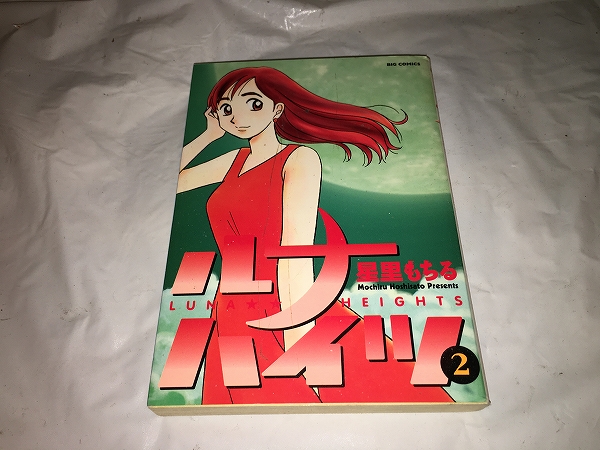 BIG COMICS
ルナ
星里もちる
Mochiru Hoshisato Presents
LUNA★★HEIGHTS
ハイツ
2